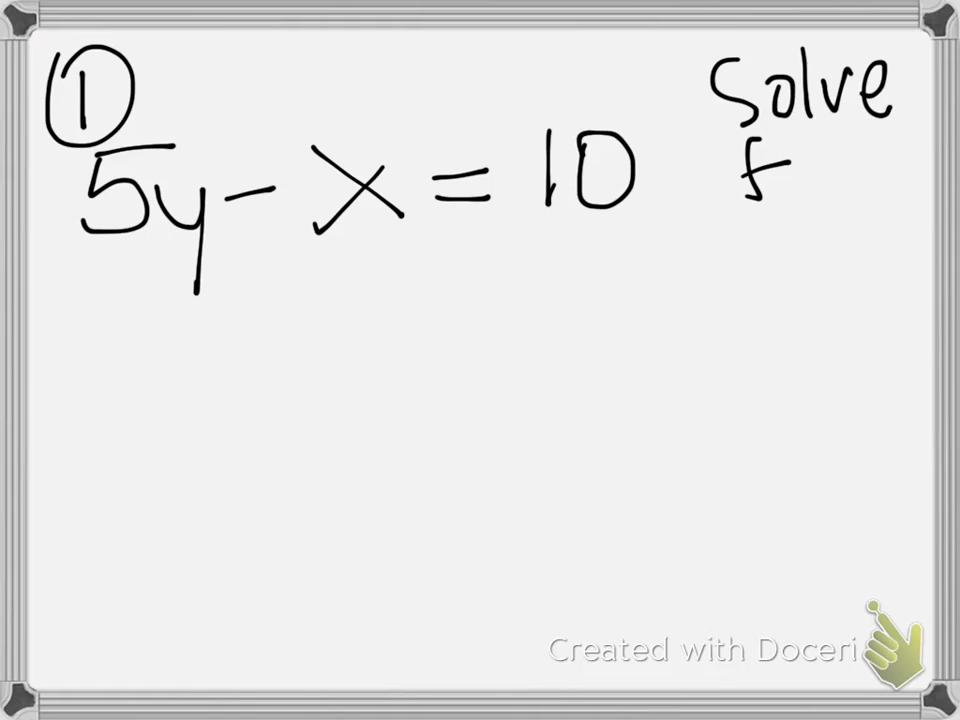 ①
5y - x = 10
Solve
f
Created with Doceri